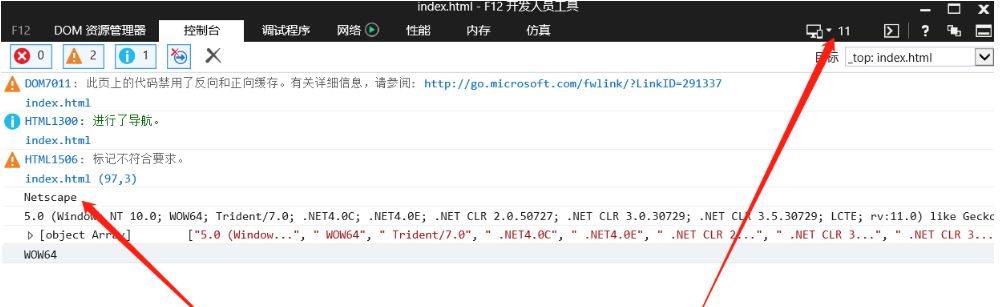 index.html - F12 开发人员工具
F12 DOM 资源管理器 控制台 调试程序 网络 性能 内存 仿真 11
0 2 1 目标 _top: index.html
DOM7011: 此页上的代码禁用了反向和正向缓存。有关详细信息，请参阅: http://go.microsoft.com/fwlink/?LinkID=291337
index.html
HTML1300: 进行了导航。
index.html
HTML1506: 标记不符合要求。
index.html (97,3)
Netscape
5.0 (Windows NT 10.0; WOW64; Trident/7.0; .NET4.0C; .NET4.0E; .NET CLR 2.0.50727; .NET CLR 3.0.30729; .NET CLR 3.5.30729; LCTE; rv:11.0) like Gecko
[object Array] ["5.0 (Window...", " WOW64", " Trident/7.0", " .NET4.0C", " .NET4.0E", " .NET CLR 2...", " .NET CLR 3...", " .NET CLR 3...
WOW64